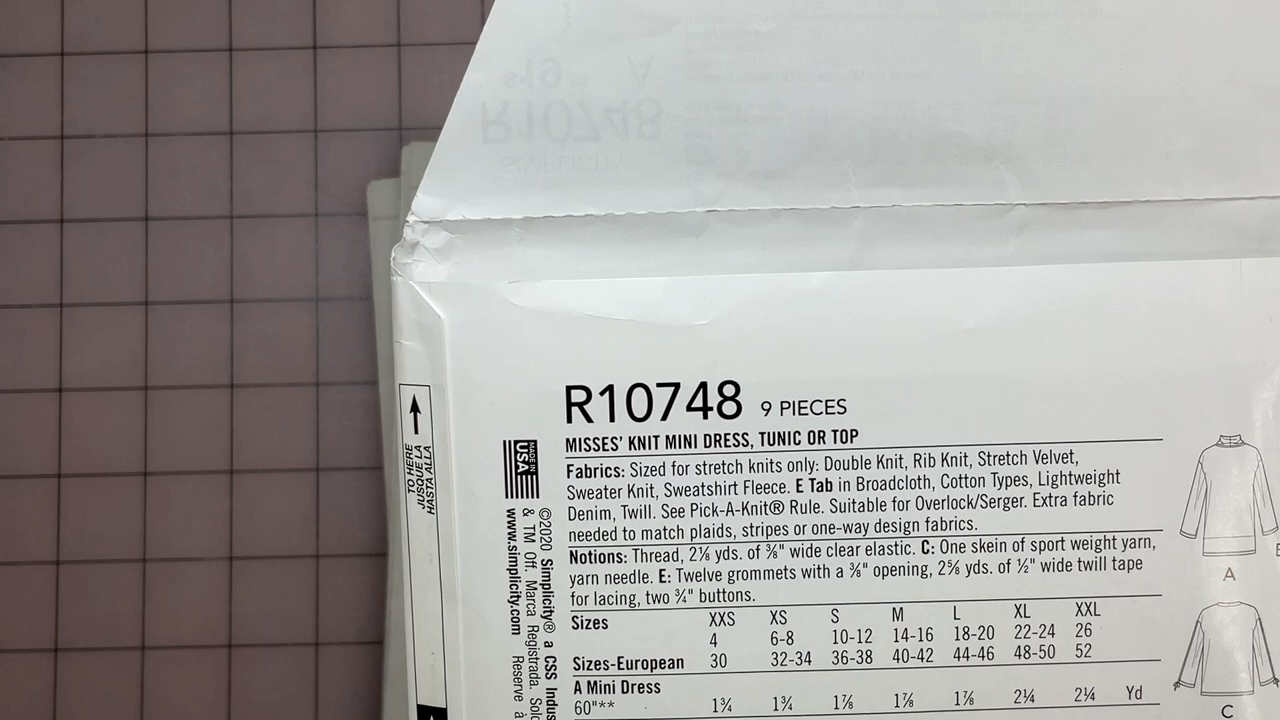 R10748 9 PIECES
MISSES' KNIT MINI DRESS, TUNIC OR TOP
Fabrics: Sized for stretch knits only: Double Knit, Rib Knit, Stretch Velvet,
Sweater Knit, Sweatshirt Fleece. E Tab in Broadcloth, Cotton Types, Lightweight
Denim, Twill. See Pick-A-Knit® Rule. Suitable for Overlock/Serger. Extra fabric
needed to match plaids, stripes or one-way design fabrics.
Notions: Thread, 2⅛ yds. of ⅜" wide clear elastic. C: One skein of sport weight yarn,
yarn needle. E: Twelve grommets with a ⅜" opening, 2⅝ yds. of ½" wide twill tape
for lacing, two ¾" buttons.
Sizes XXS XS S M L XL XXL
4 6-8 10-12 14-16 18-20 22-24 26
Sizes-European 30 32-34 36-38 40-42 44-46 48-50 52
A Mini Dress
60"** 1¾ 1¾ 1⅞ 1⅞ 1⅞ 2¼ 2¼ Yd
TO THERE
JUSQUE LA
HASTA ALLA
MADE IN
USA
©2020 Simplicity® a CSS Indus
& TM Off. Marca Registrada. Solo
www.simplicity.com Reserve à
A
C
R10748
SIMPLICITY
$19
A